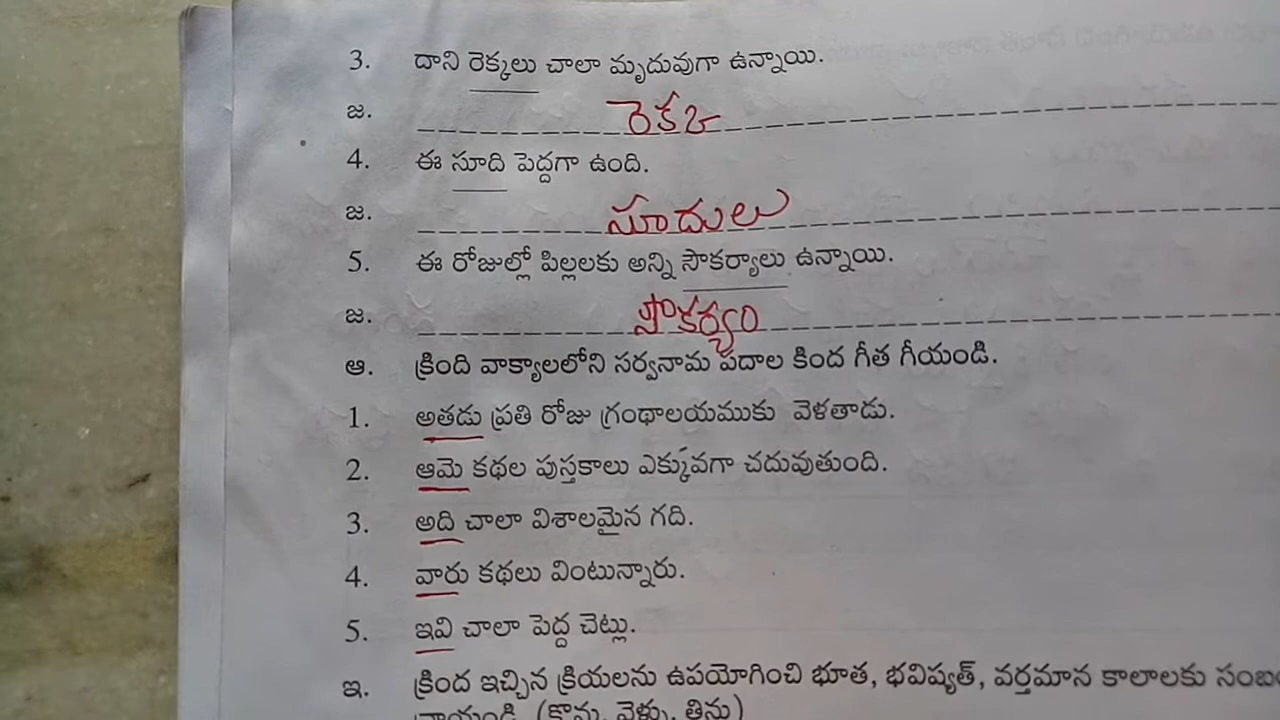 3. దాని రెక్కలు చాలా మృదువుగా ఉన్నాయి.
జ. రెక్క
4. ఈ సూది పెద్దగా ఉంది.
జ. సూదులు
5. ఈ రోజుల్లో పిల్లలకు అన్ని సౌకర్యాలు ఉన్నాయి.
జ. సౌకర్యం
ఆ. క్రింది వాక్యాలలోని సర్వనామ పదాల కింద గీత గీయండి.
1. అతడు ప్రతి రోజు గ్రంథాలయముకు వెళతాడు.
2. ఆమె కథల పుస్తకాలు ఎక్కువగా చదువుతుంది.
3. అది చాలా విశాలమైన గది.
4. వారు కథలు వింటున్నారు.
5. ఇవి చాలా పెద్ద చెట్లు.
ఇ. క్రింద ఇచ్చిన క్రియలను ఉపయోగించి భూత, భవిష్యత్, వర్తమాన కాలాలకు
(కొను, వెళ్ళు, తిను)